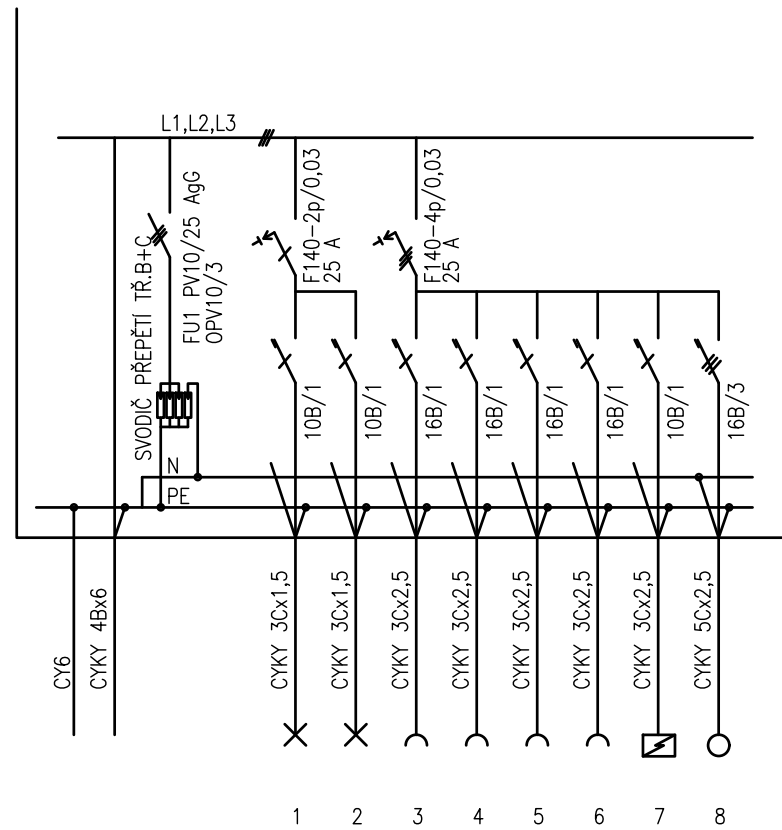 L1,L2,L3
SVODIČ PŘEPĚTÍ TŘ.B+C
FU1 PV10/25 AgG
OPV10/3
F140-2p/0,03
25 A
F140-4p/0,03
25 A
10B/1
10B/1
16B/1
16B/1
16B/1
16B/1
10B/1
16B/3
N
PE
CY6
CYKY 4Bx6
CYKY 3Cx1,5
CYKY 3Cx1,5
CYKY 3Cx2,5
CYKY 3Cx2,5
CYKY 3Cx2,5
CYKY 3Cx2,5
CYKY 3Cx2,5
CYKY 5Cx2,5
1 2 3 4 5 6 7 8